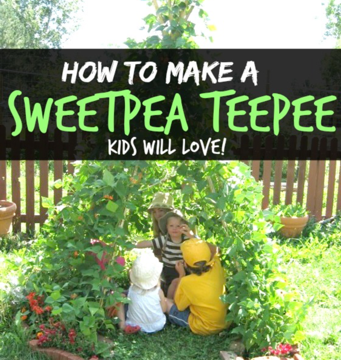 HOW TO MAKE A
SWEETPEA TEEPEE
KIDS WILL LOVE!